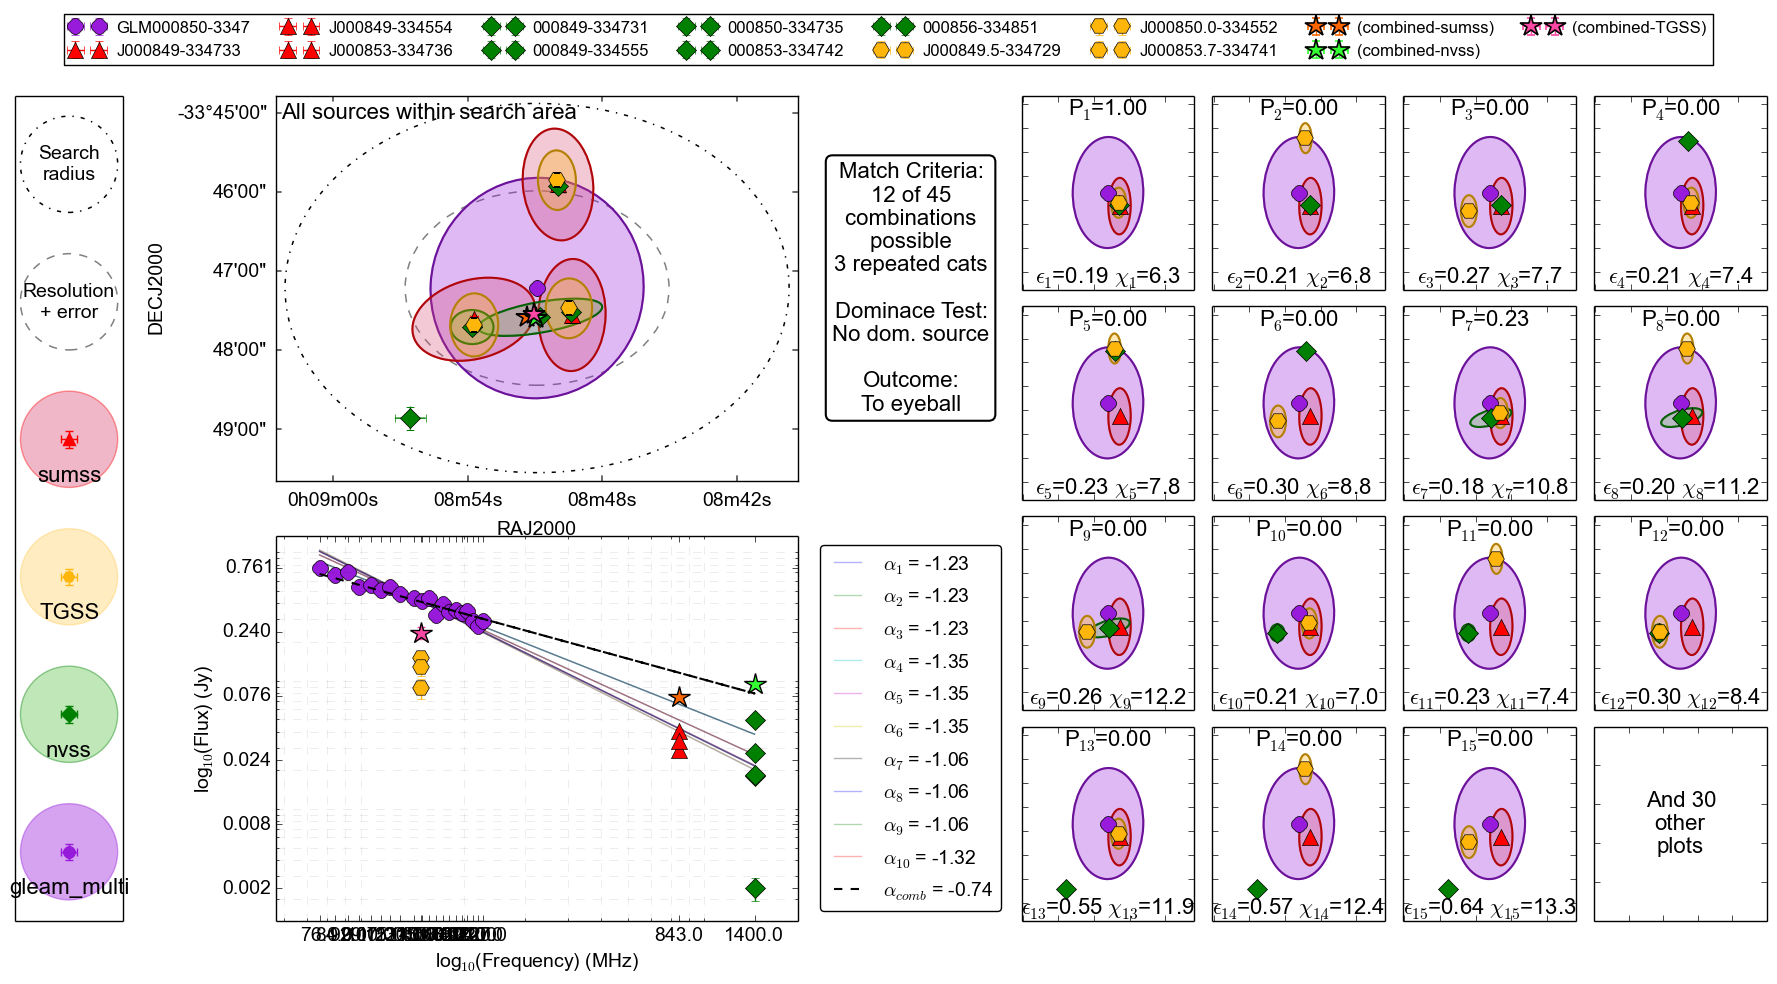 GLM000850-3347
J000849-334554
000849-334731
000850-334735
000856-334851
J000850.0-334552
(combined-sumss)
(combined-TGSS)
J000849-334733
J000853-334736
000849-334555
000853-334742
J000849.5-334729
J000853.7-334741
(combined-nvss)
Search
radius
Resolution
+ error
sumss
TGSS
nvss
gleam_multi
All sources within search area
DECJ2000
-33°45'00"
46'00"
47'00"
48'00"
49'00"
0h09m00s
08m54s
08m48s
08m42s
RAJ2000
Match Criteria:
12 of 45
combinations
possible
3 repeated cats
Dominace Test:
No dom. source
Outcome:
To eyeball
log10(Flux) (Jy)
0.761
0.240
0.076
0.024
0.008
0.002
843.0
1400.0
log10(Frequency) (MHz)
α1 = -1.23
α2 = -1.23
α3 = -1.23
α4 = -1.35
α5 = -1.35
α6 = -1.35
α7 = -1.06
α8 = -1.06
α9 = -1.06
α10 = -1.32
αcomb = -0.74
P1=1.00
ϵ1=0.19 χ1=6.3
P2=0.00
ϵ2=0.21 χ2=6.8
P3=0.00
ϵ3=0.27 χ3=7.7
P4=0.00
ϵ4=0.21 χ4=7.4
P5=0.00
ϵ5=0.23 χ5=7.8
P6=0.00
ϵ6=0.30 χ6=8.8
P7=0.23
ϵ7=0.18 χ7=10.8
P8=0.00
ϵ8=0.20 χ8=11.2
P9=0.00
ϵ9=0.26 χ9=12.2
P10=0.00
ϵ10=0.21 χ10=7.0
P11=0.00
ϵ11=0.23 χ11=7.4
P12=0.00
ϵ12=0.30 χ12=8.4
P13=0.00
ϵ13=0.55 χ13=11.9
P14=0.00
ϵ14=0.57 χ14=12.4
P15=0.00
ϵ15=0.64 χ15=13.3
And 30
other
plots